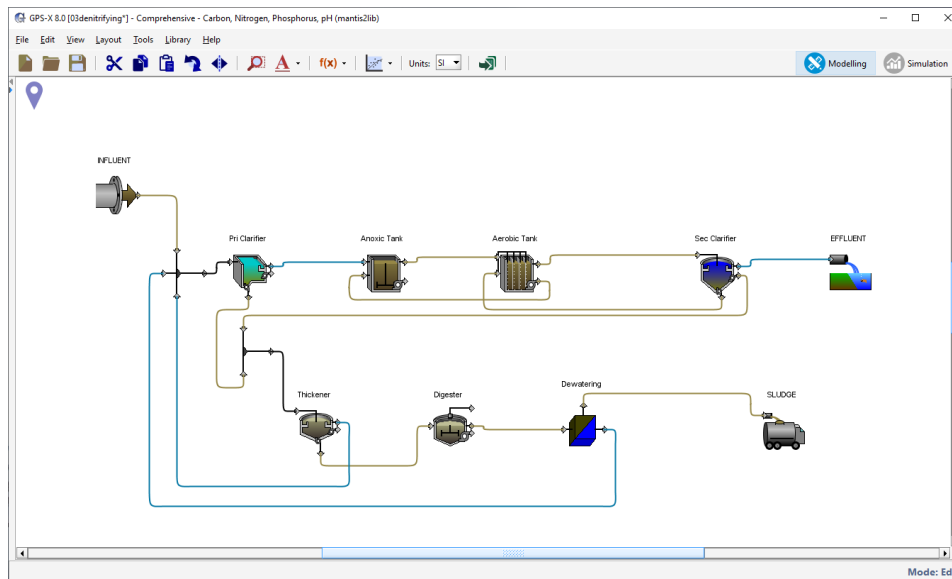 GPS-X 8.0 [03denitrifying*] - Comprehensive - Carbon, Nitrogen, Phosphorus, pH (mantis2lib)
File Edit View Layout Tools Library Help
A f(x) Units: SI Modelling Simulation
INFLUENT
Pri Clarifier Anoxic Tank Aerobic Tank Sec Clarifier EFFLUENT
Thickener Digester Dewatering SLUDGE
Mode: Ed